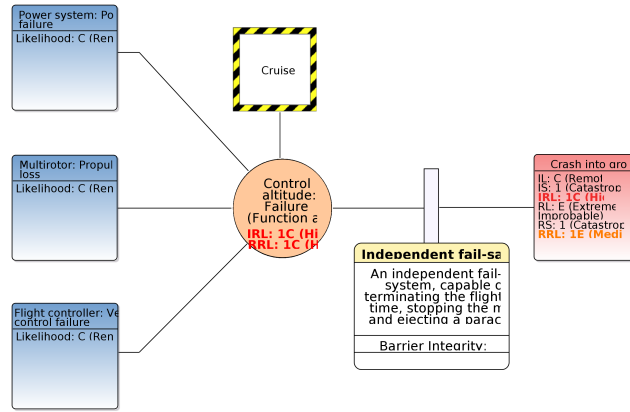 Power system: Po
failure
Likelihood: C (Ren
Cruise
Multirotor: Propul
loss
Likelihood: C (Ren
Control
altitude:
Failure
(Function a
IRL: 1C (Hi
RRL: 1C (H
Crash into gro
IL: C (Remot
IS: 1 (Catastrop
IRL: 1C (Hi
RL: E (Extreme
Improbable)
RS: 1 (Catastrop
RRL: 1E (Medi
Independent fail-sa
An independent fail-
system, capable o
terminating the flight
time, stopping the m
and ejecting a parac
Barrier Integrity:
Flight controller: Ve
control failure
Likelihood: C (Ren